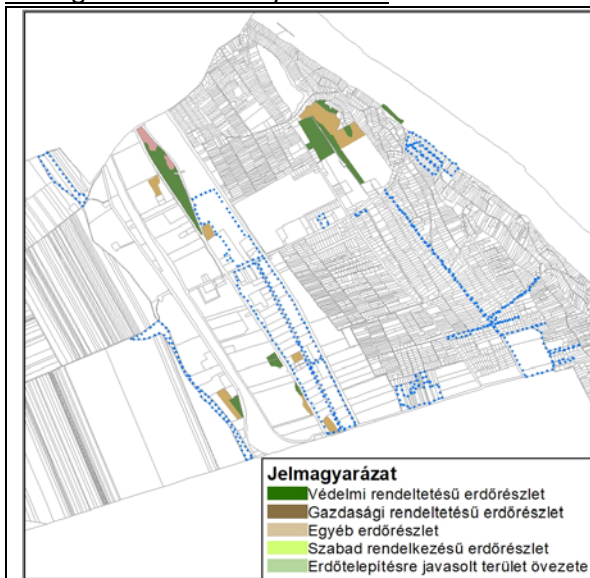 Jelmagyarázat
Védelmi rendeltetésű erdőrészlet
Gazdasági rendeltetésű erdőrészlet
Egyéb erdőrészlet
Szabad rendelkezésű erdőrészlet
Erdőtelepítésre javasolt terület övezete